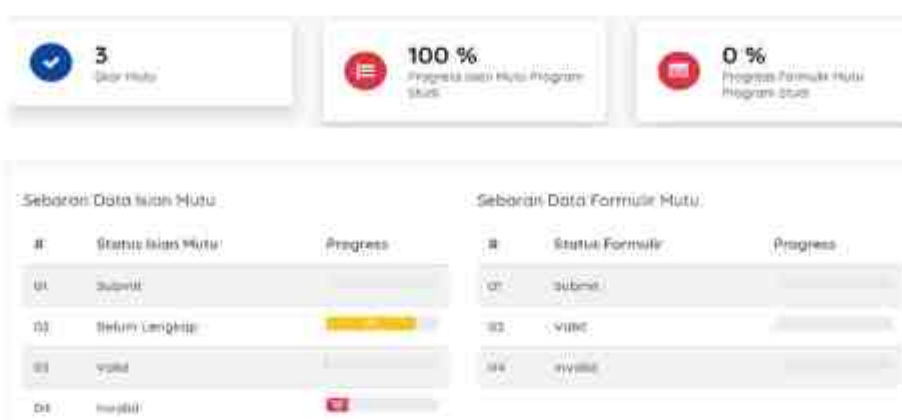 3
Skor Mutu
100 %
Progress Isian Mutu Program
Studi
0 %
Progress Formulir Mutu
Program Studi
Sebaran Data Isian Mutu
# Status Isian Mutu Progress
01 Submit
02 Belum Lengkap
03 Valid
04 Invalid
Sebaran Data Formulir Mutu
# Status Formulir Progress
01 Submit
Valid
04 Invalid